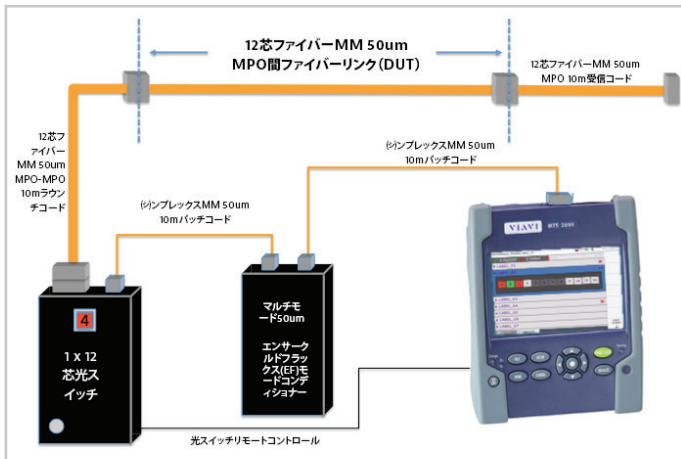 12芯ファイバーMM 50um
MPO間ファイバーリンク(DUT)
12芯ファイバーMM 50um
MPO 10m受信コード
12芯フ
ァイバー
MM 50um
MPO-MPO
10mラウン
チコード
㈏ンプレックスMM 50um
10mパッチコード
㈏ンプレックスMM 50um
10mパッチコード
VIAVI
MTS 2000
4
1 x 12
芯光ス
イッチ
マルチモ
ード50um
エンサーク
ルドフラッ
クス(EF)モ
ードコンデ
ィショナー
光スイッチリモートコントロール